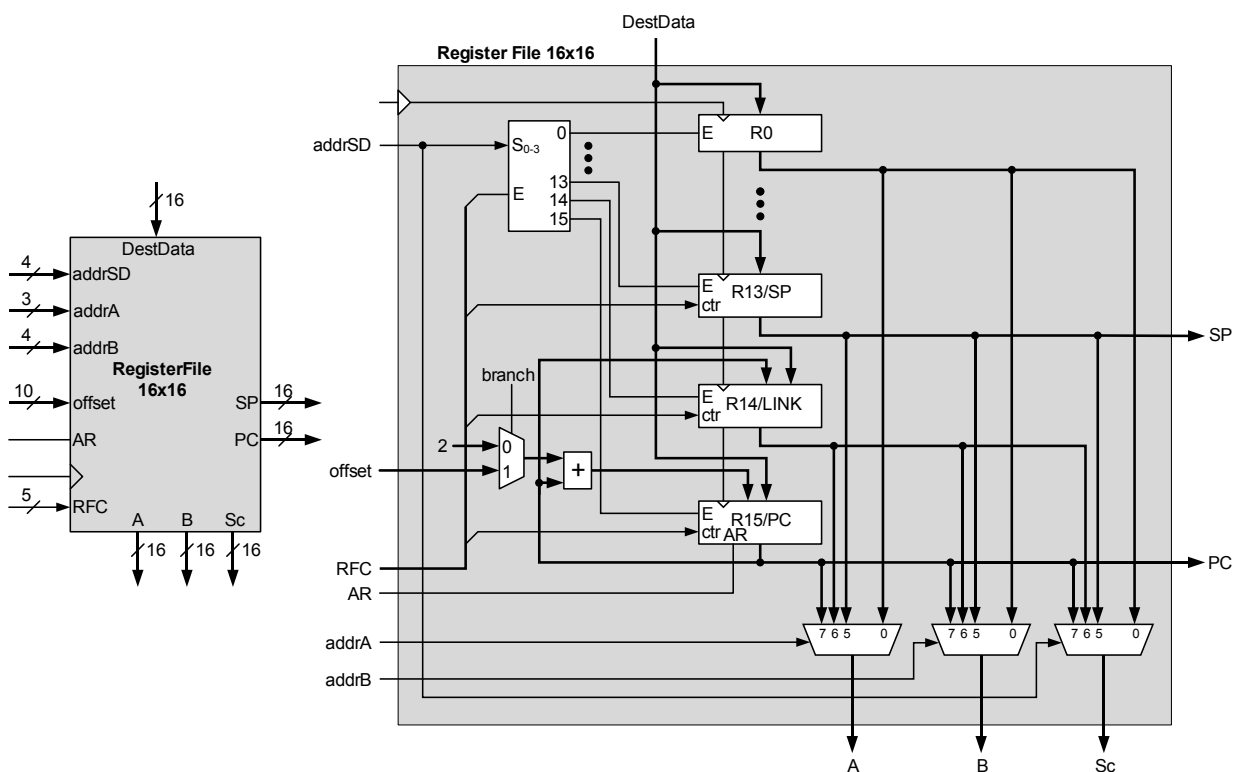 DestData
Register File 16x16
addrSD
S0-3
0
E
R0
E
13
14
15
16
DestData
4
addrSD
3
addrA
4
addrB
RegisterFile
16x16
10
offset
SP
16
AR
PC
16
5
RFC
A
B
Sc
16
16
16
E
R13/SP
ctr
SP
branch
E
R14/LINK
ctr
2
0
offset
1
+
E
R15/PC
ctr
AR
RFC
PC
AR
7 6 5 0
7 6 5 0
7 6 5 0
addrA
addrB
A
B
Sc